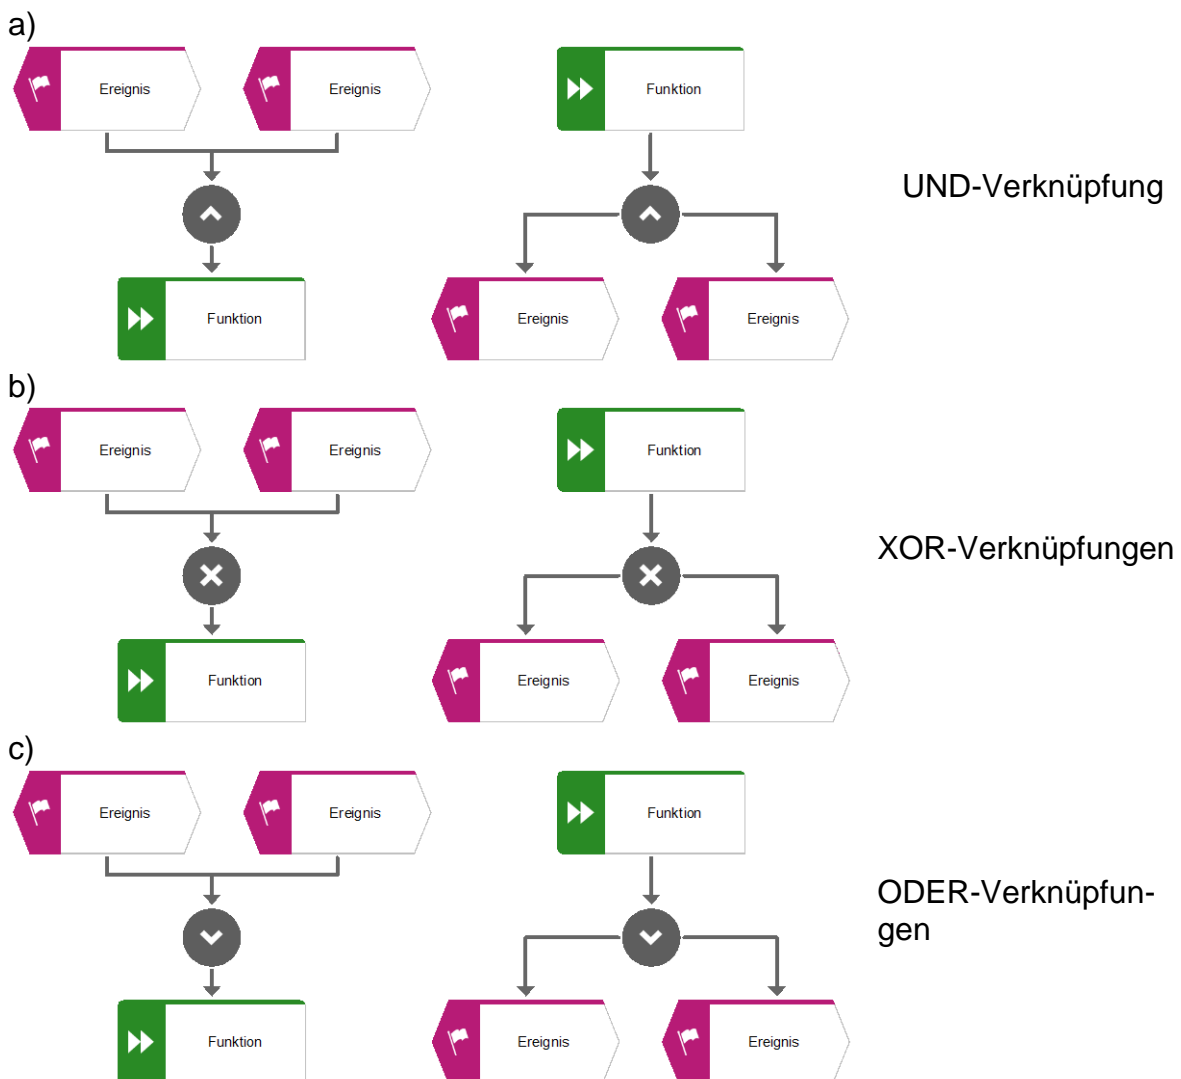 a)
Ereignis
Ereignis
Funktion
UND-Verknüpfung
Funktion
Ereignis
Ereignis
b)
Ereignis
Ereignis
Funktion
XOR-Verknüpfungen
Funktion
Ereignis
Ereignis
c)
Ereignis
Ereignis
Funktion
ODER-Verknüpfun-
gen
Funktion
Ereignis
Ereignis